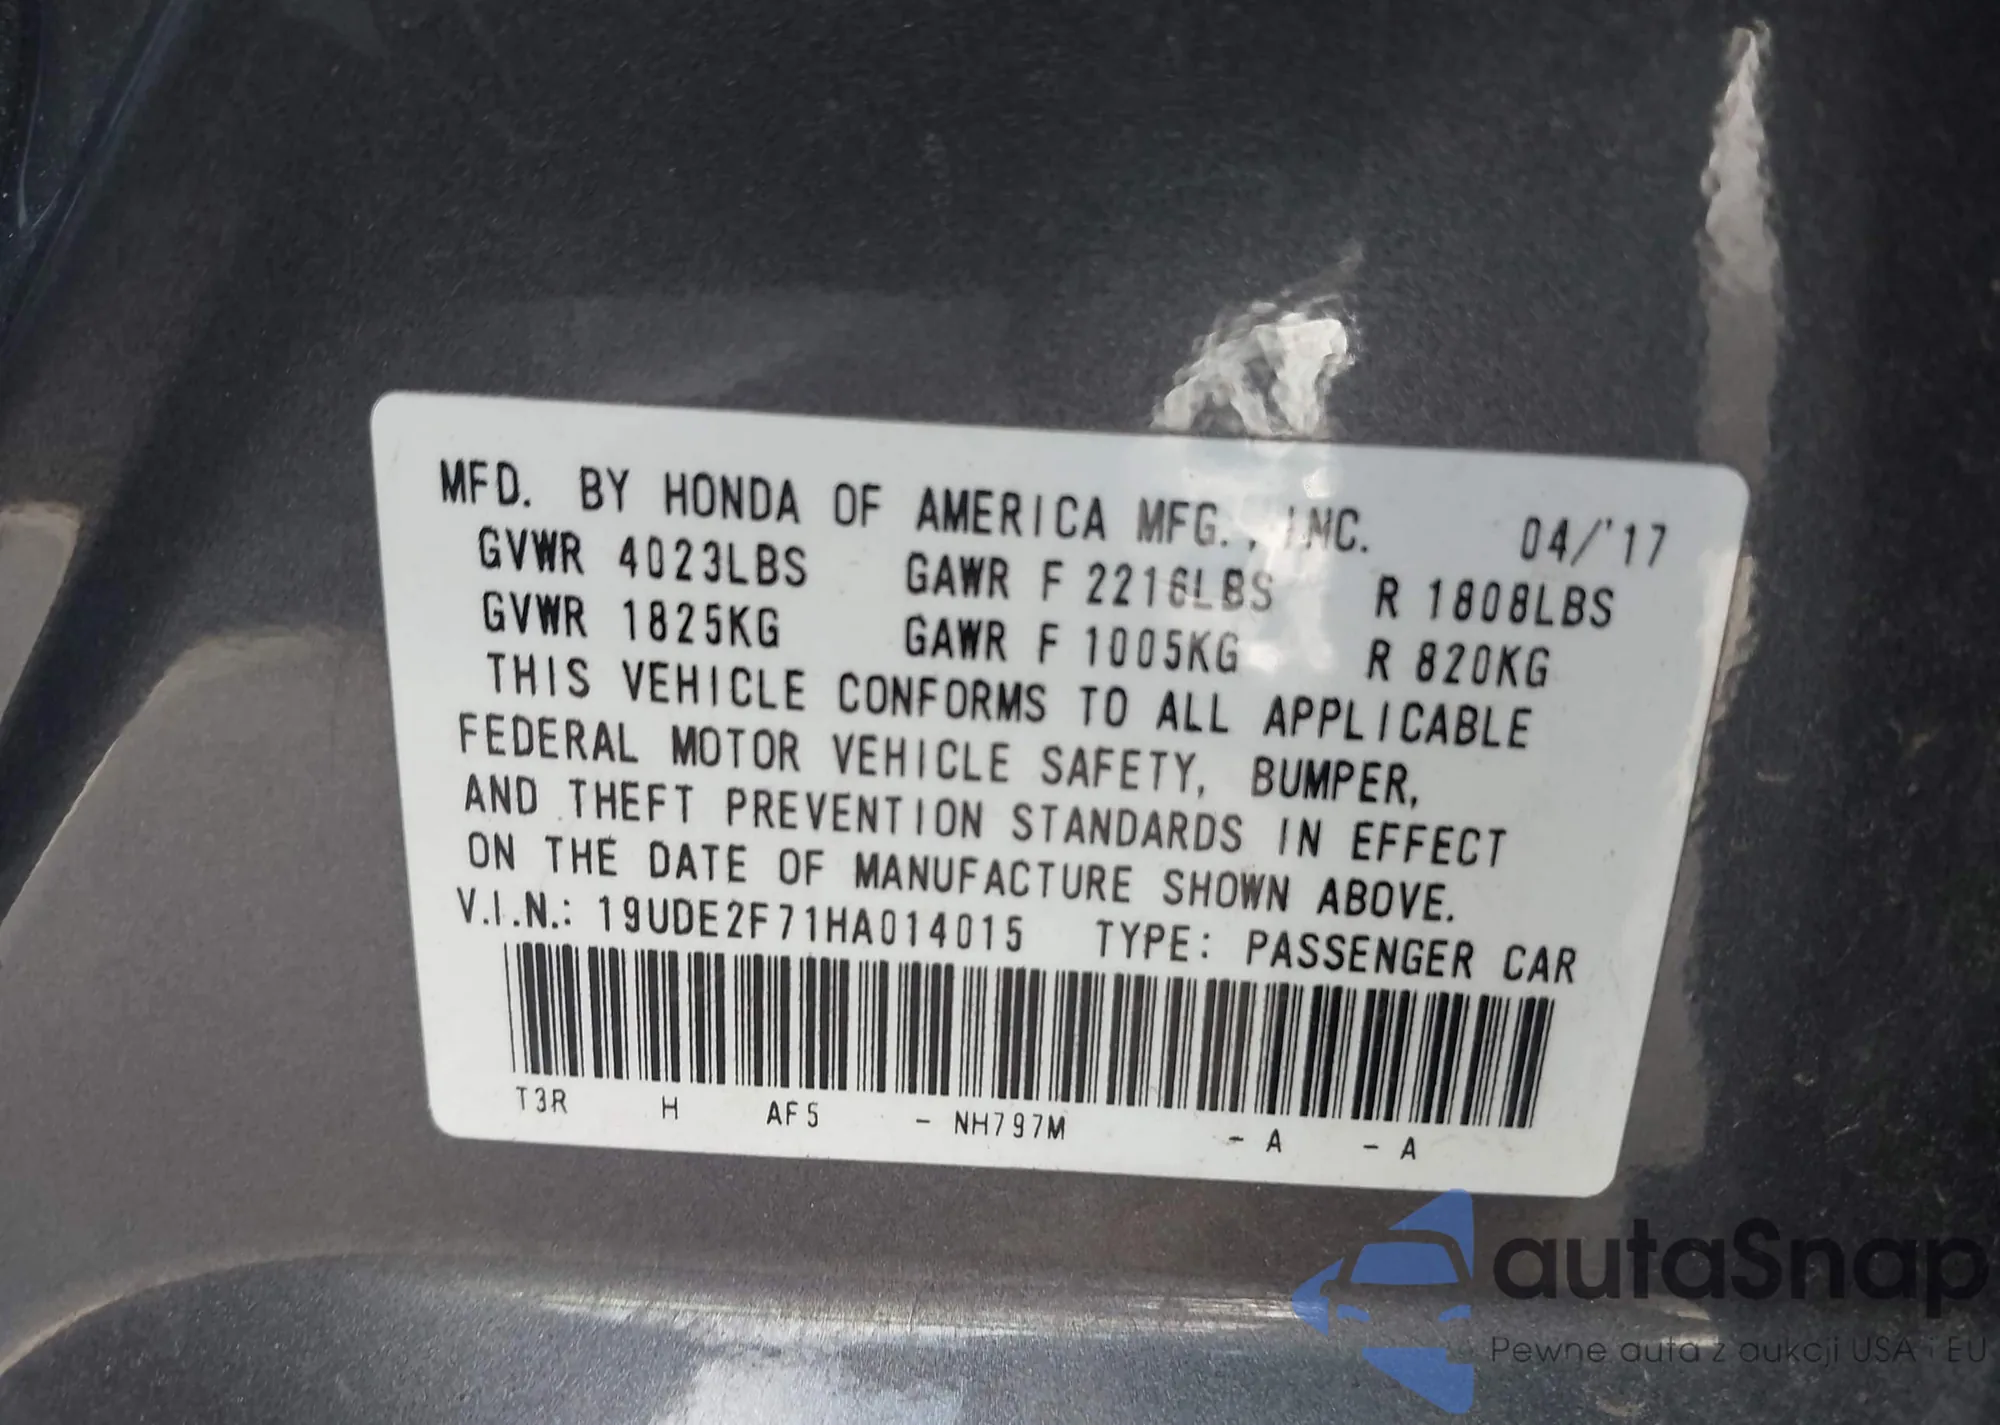 MFD. BY HONDA OF AMERICA MFG., INC. 04/'17
GVWR 4023LBS GAWR F 2216LBS R 1808LBS
GVWR 1825KG GAWR F 1005KG R 820KG
THIS VEHICLE CONFORMS TO ALL APPLICABLE
FEDERAL MOTOR VEHICLE SAFETY, BUMPER,
AND THEFT PREVENTION STANDARDS IN EFFECT
ON THE DATE OF MANUFACTURE SHOWN ABOVE.
V.I.N.: 19UDE2F71HA014015 TYPE: PASSENGER CAR
T3R H AF5 - NH797M - A - A
autaSnap
Pewne auta z aukcji USA i EU